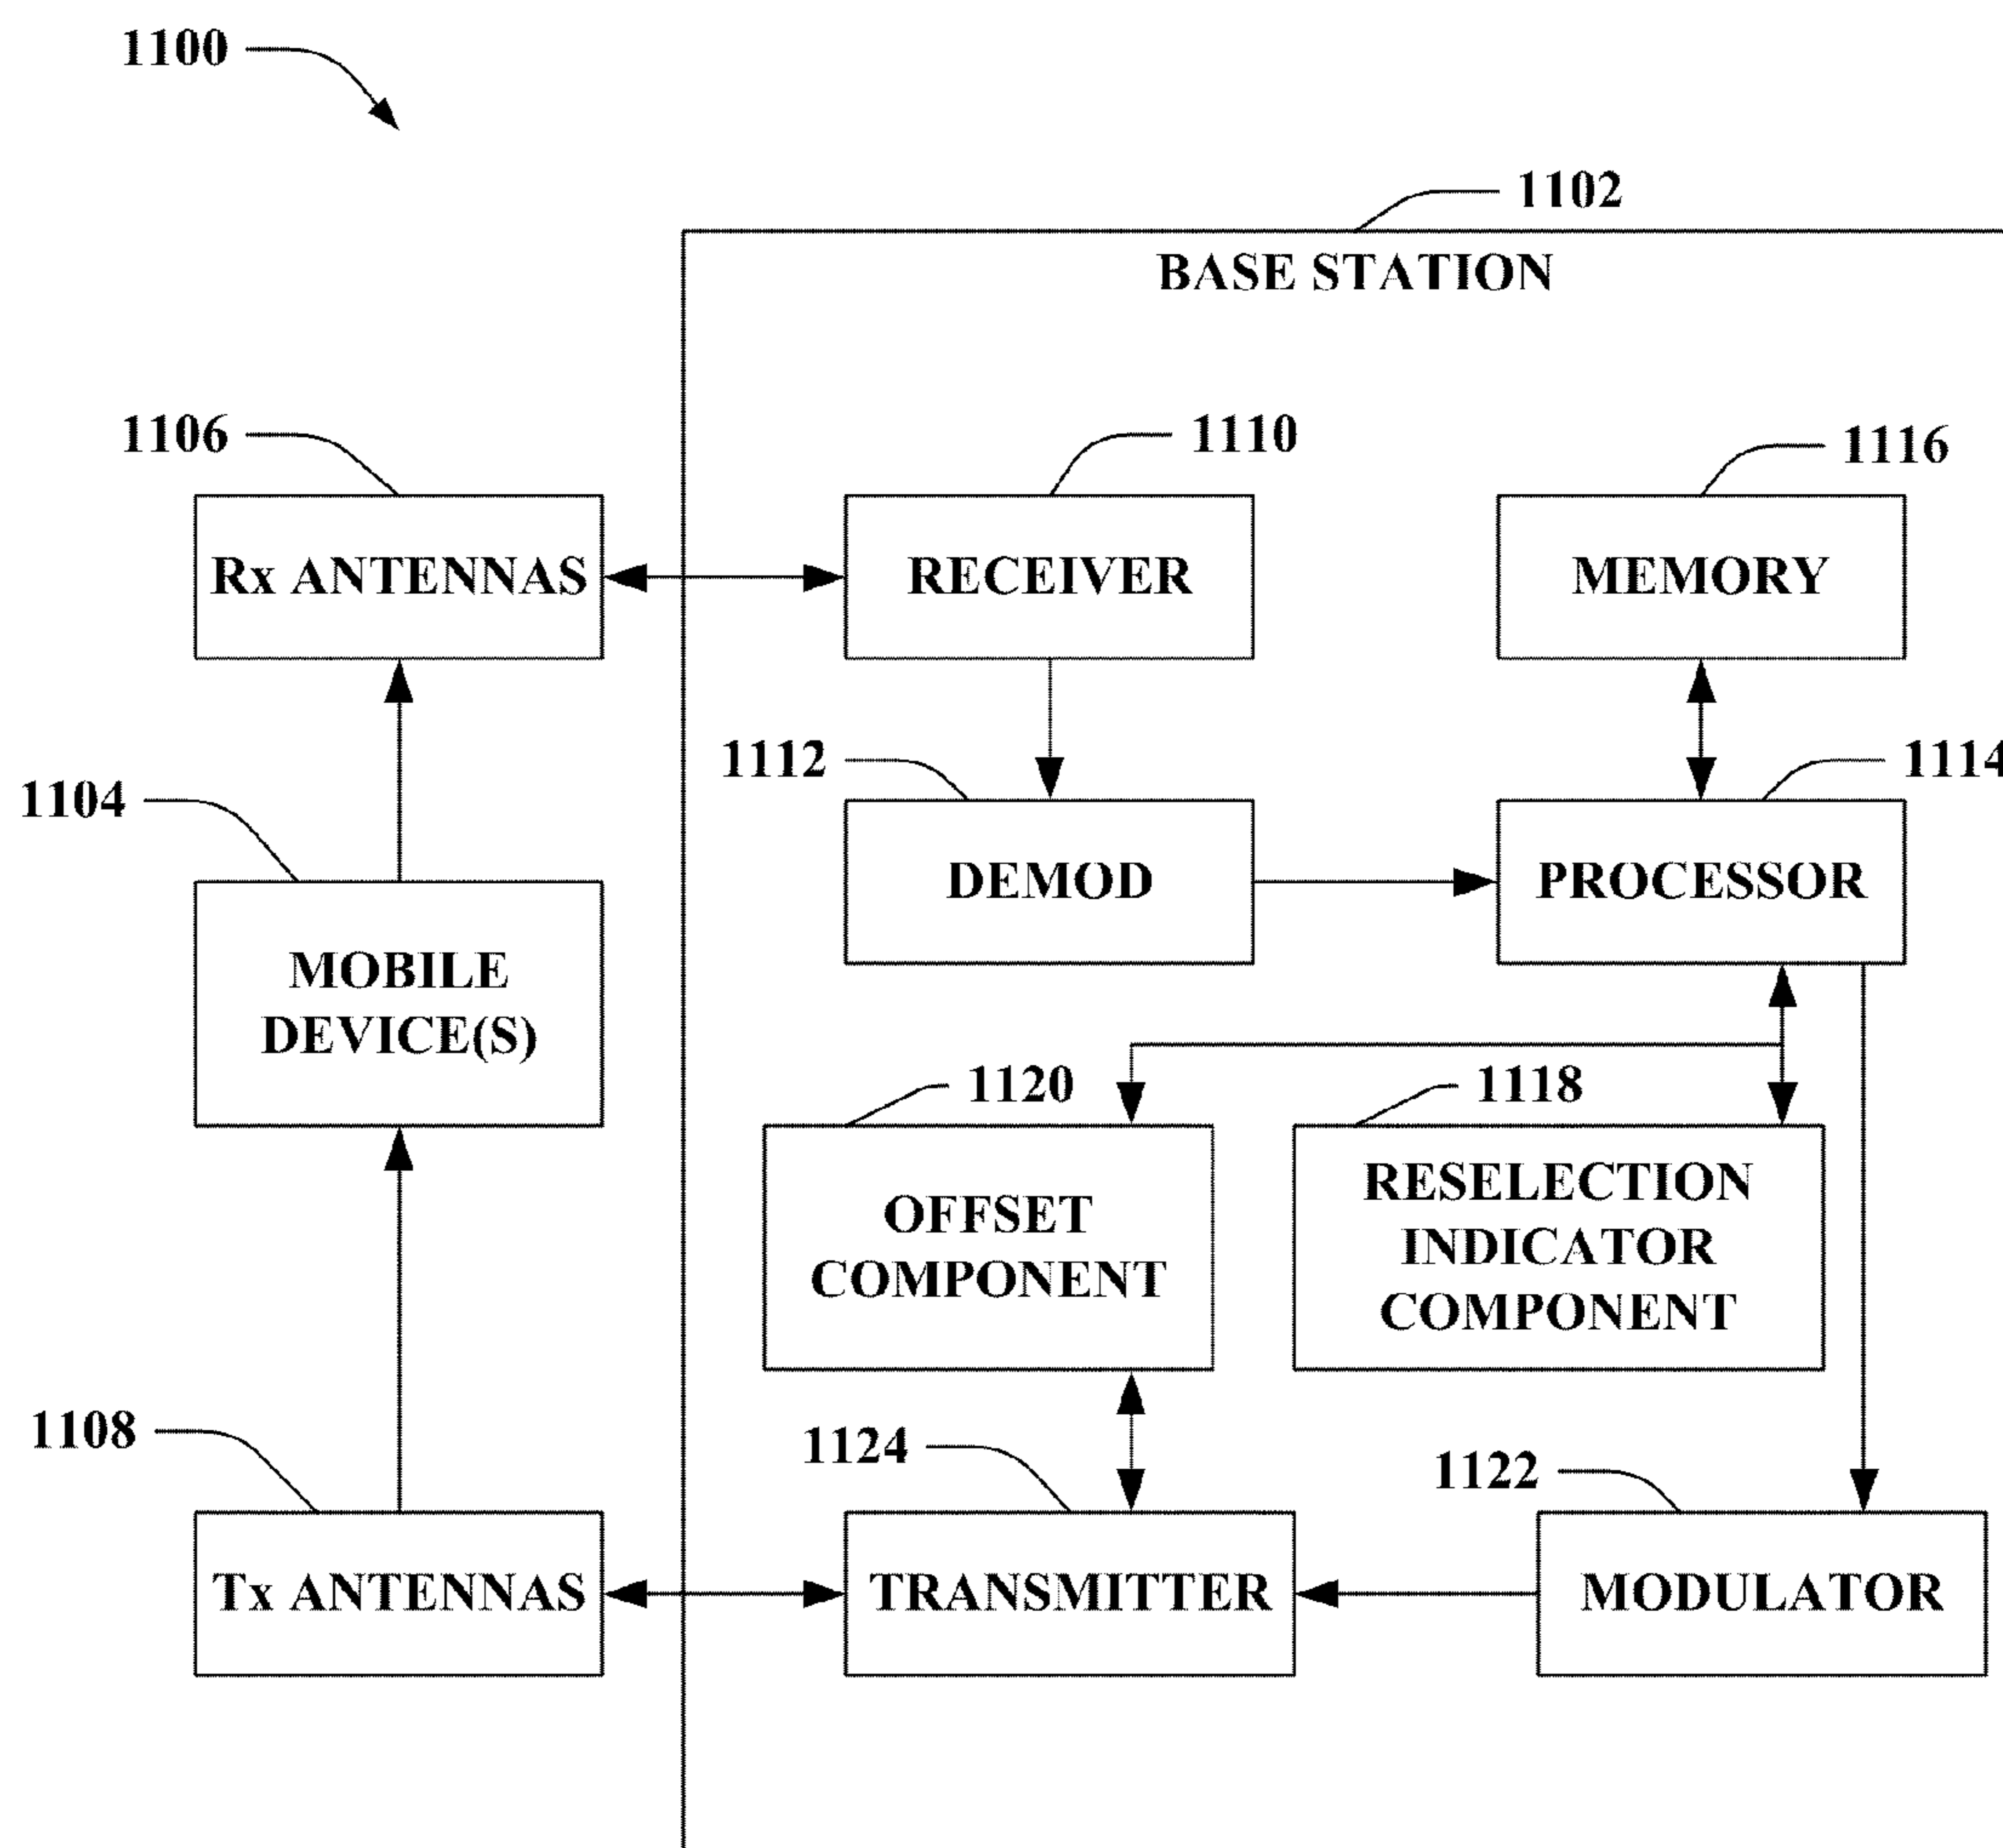 1100
1102
BASE STATION
1106
1110
1116
Rx ANTENNAS
RECEIVER
MEMORY
1112
1114
1104
DEMOD
PROCESSOR
MOBILE
DEVICE(S)
1120
1118
OFFSET
COMPONENT
RESELECTION
INDICATOR
COMPONENT
1108
1124
1122
Tx ANTENNAS
TRANSMITTER
MODULATOR